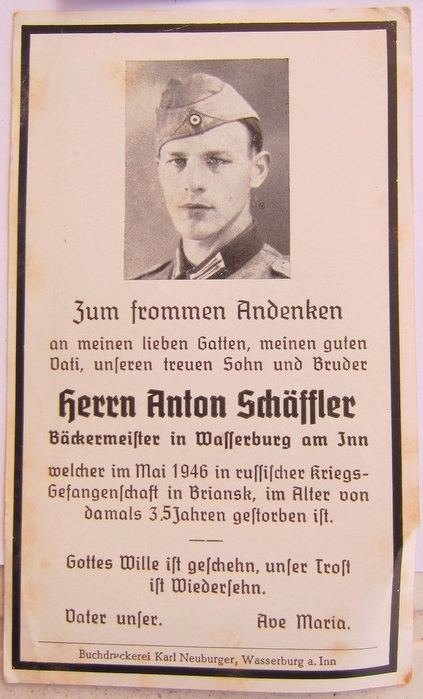 Zum frommen Andenken
an meinen lieben Gatten, meinen guten
Vati, unseren treuen Sohn und Bruder
Herrn Anton Schäffler
Bäckermeister in Wasserburg am Inn
welcher im Mai 1946 in russischer Kriegs-
Gefangenschaft in Briansk, im Alter von
damals 3,5Jahren gestorben ist.
Gottes Wille ist geschehn, unser Trost
ist Wiedersehn.
Vater unser. Ave Maria.
Buchdruckerei Karl Neuburger, Wasserburg a. Inn